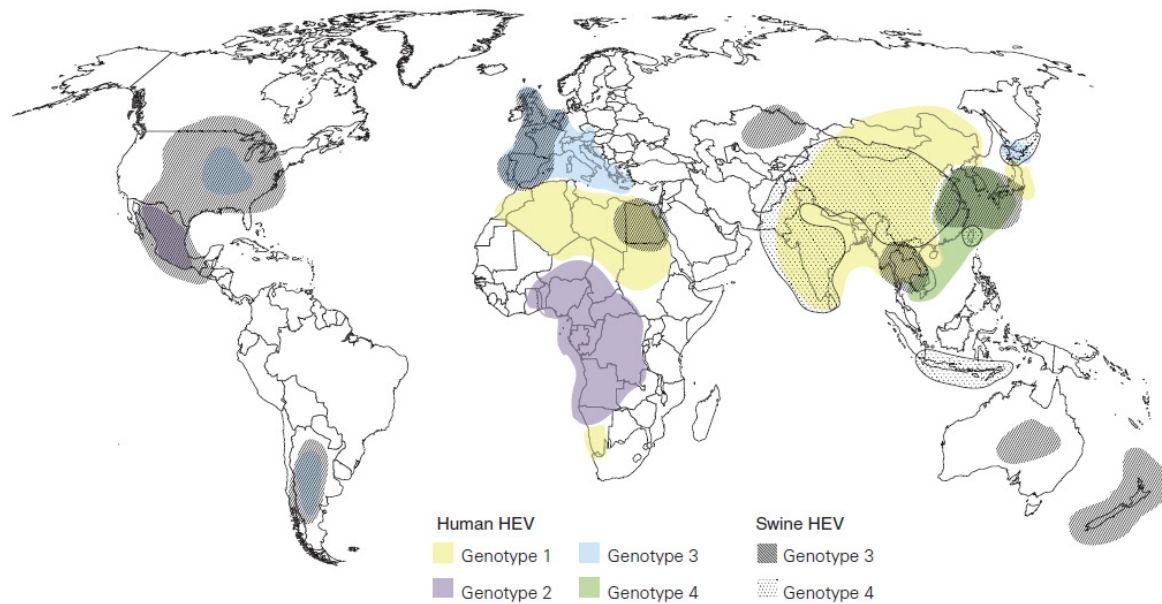 Human HEV
Swine HEV
Genotype 1
Genotype 3
Genotype 3
Genotype 2
Genotype 4
Genotype 4